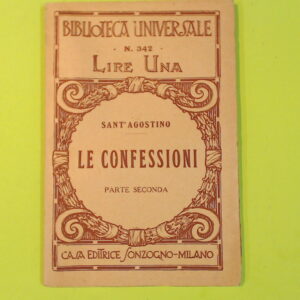 BIBLIOTECA UNIVERSALE
N. 342
LIRE UNA
SANT'AGOSTINO
LE CONFESSIONI
PARTE SECONDA
CASA EDITRICE SONZOGNO-MILANO